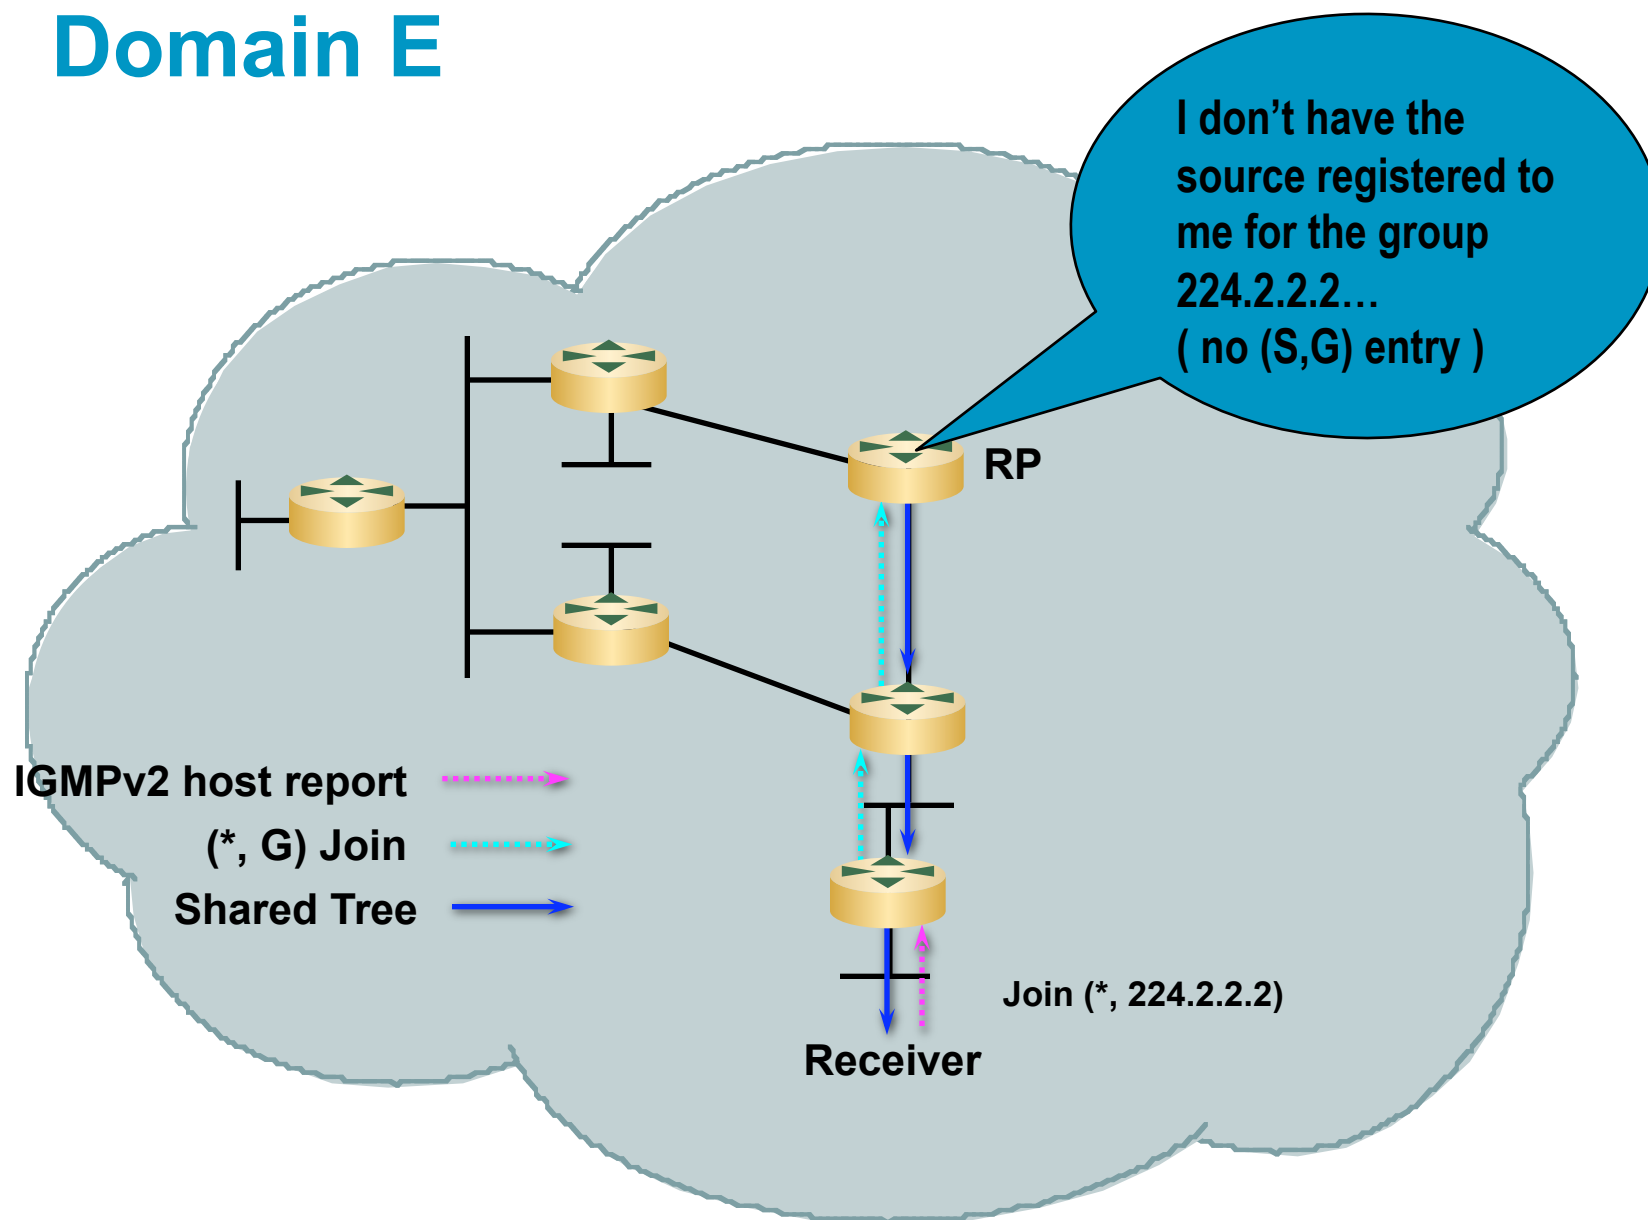 Domain E
I don’t have the
source registered to
me for the group
224.2.2.2…
( no (S,G) entry )
RP
IGMPv2 host report
(*, G) Join
Shared Tree
Join (*, 224.2.2.2)
Receiver